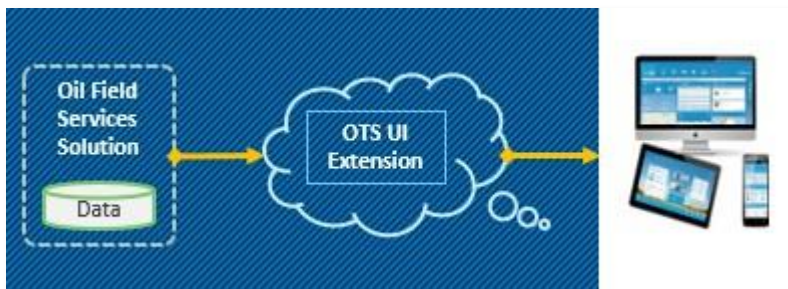 Oil Field
Services
Solution
Data
OTS UI
Extension